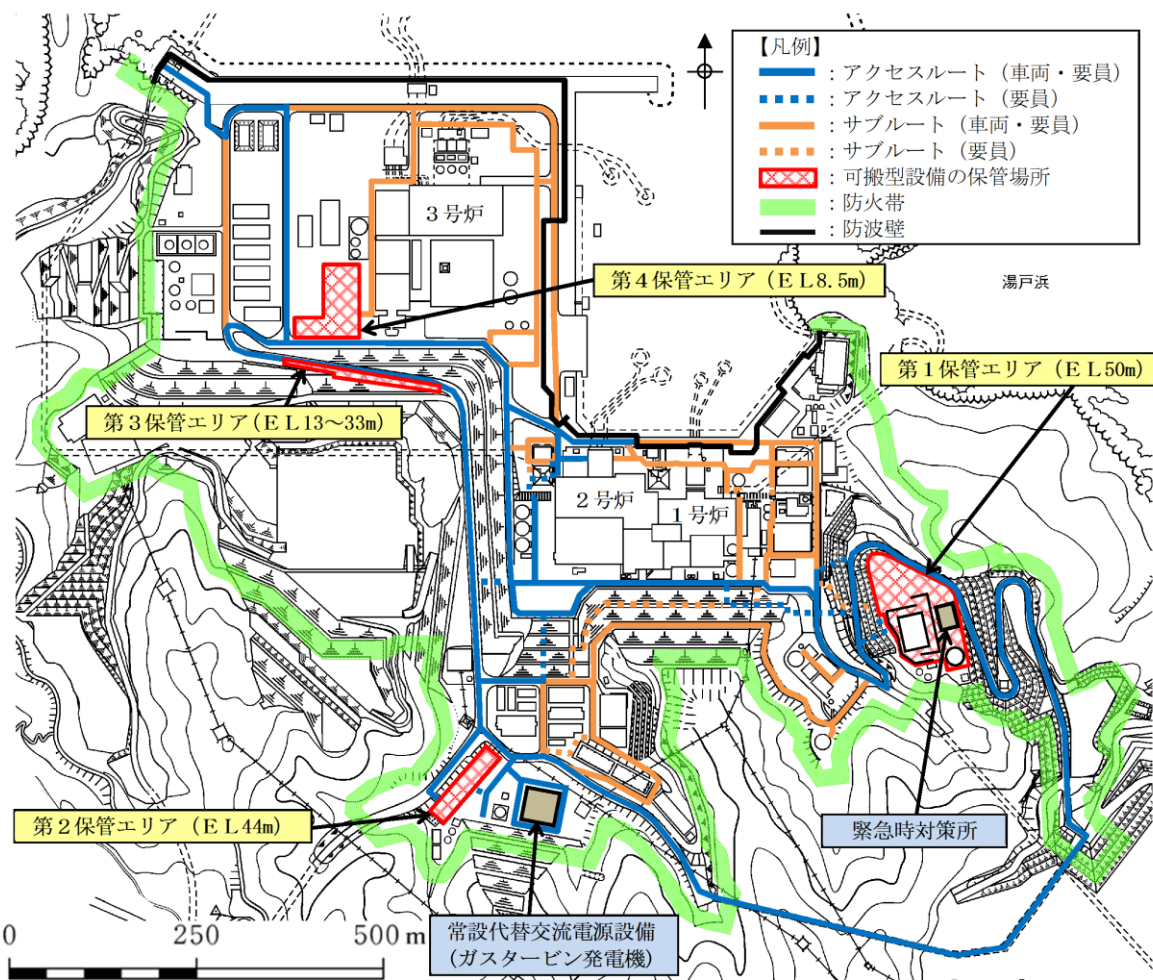 【凡例】
：アクセスルート（車両・要員）
：アクセスルート（要員）
：サブルート（車両・要員）
：サブルート（要員）
：可搬型設備の保管場所
：防火帯
：防波壁
３号炉
第４保管エリア（ＥＬ8.5m）
湯戸浜
第１保管エリア（ＥＬ50m）
第３保管エリア（ＥＬ13～33m）
２号炉
１号炉
第２保管エリア（ＥＬ44m）
緊急時対策所
常設代替交流電源設備
（ガスタービン発電機）
0 250 500 m